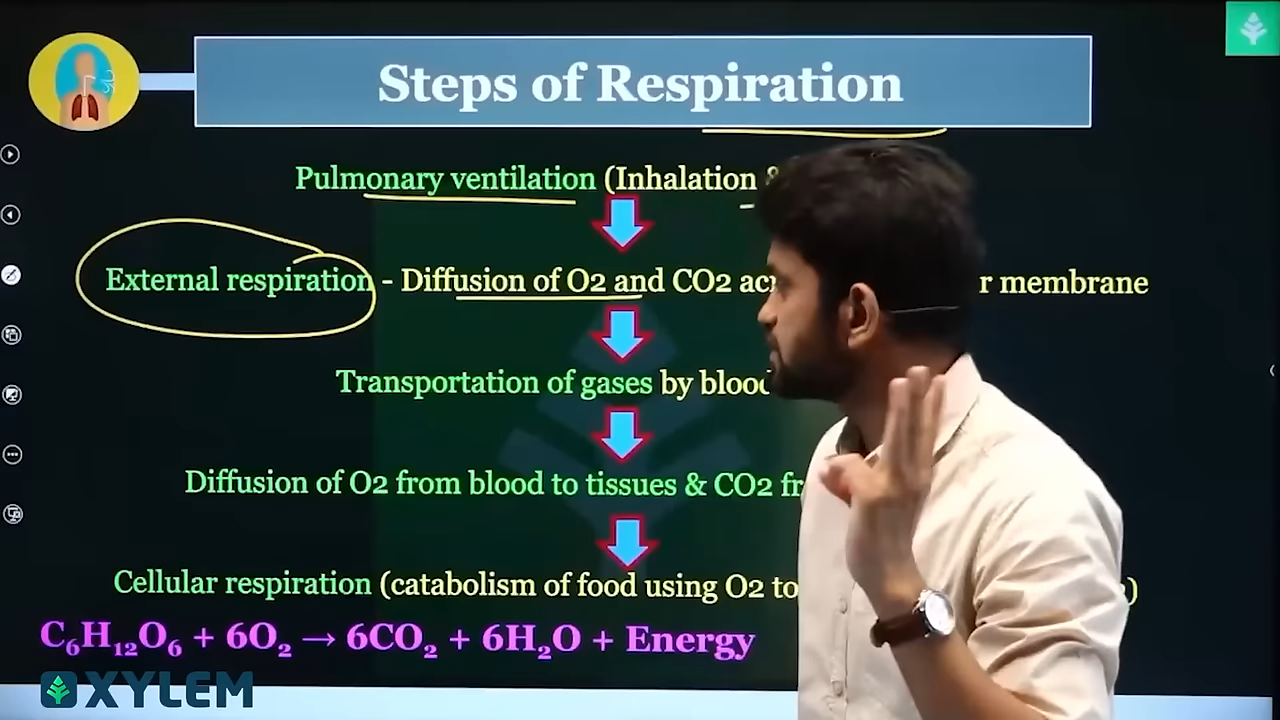 Steps of Respiration
Pulmonary ventilation (Inhalation
External respiration - Diffusion of O2 and CO2 r membrane
Transportation of gases by blood
Diffusion of O2 from blood to tissues & CO2
Cellular respiration (catabolism of food using O2 to )
C₆H₁₂O₆ + 6O₂ → 6CO₂ + 6H₂O + Energy
XYLEM